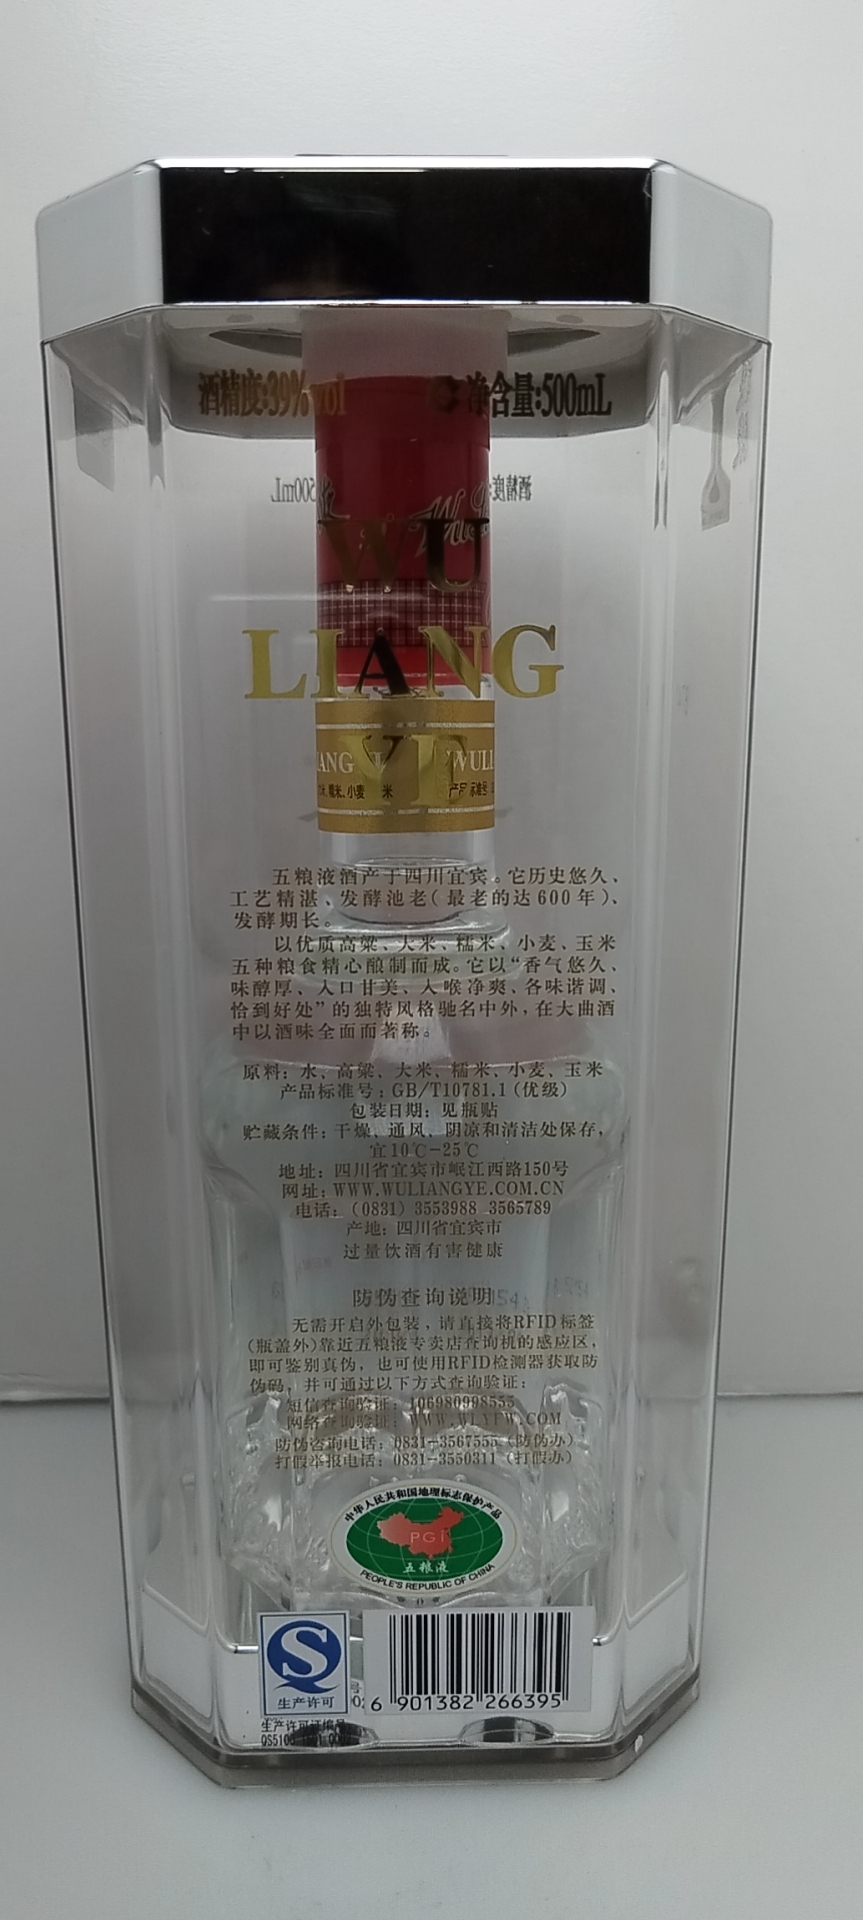 酒精度:39%vol 净含量:500mL
WU
LIANG
YE
五粮液酒产于四川宜宾。它历史悠久、
工艺精湛、发酵池老(最老的达600年)、
发酵期长。
以优质高粱、大米、糯米、小麦、玉米
五种粮食精心酿制而成。它以“香气悠久、
味醇厚、入口甘美、入喉净爽、各味谐调、
恰到好处”的独特风格驰名中外,在大曲酒
中以酒味全面而著称。
原料：水、高粱、大米、糯米、小麦、玉米
产品标准号：GB/T10781.1(优级)
包装日期：见瓶贴
贮藏条件：干燥、通风、阴凉和清洁处保存,
宜10℃-25℃
地址：四川省宜宾市岷江西路150号
网址：WWW.WULIANGYE.COM.CN
电话：(0831) 3553988 3565789
产地：四川省宜宾市
过量饮酒有害健康
防伪查询说明
无需开启外包装，请直接将RFID标签
(瓶盖外)靠近五粮液专卖店查询机的感应区,
即可鉴别真伪，也可使用RFID检测器获取防
伪码，并可通过以下方式查询验证：
短信查询验证：106980998555
网络查询验证：WWW.WLYFW.COM
防伪咨询电话：0831-3567555 (防伪办)
打假举报电话：0831-3550311 (打假办)
中华人民共和国地理标志保护产品
PGI
五粮液
PEOPLE'S REPUBLIC OF CHINA
生产许可
6 901382 266395
生产许可证编号